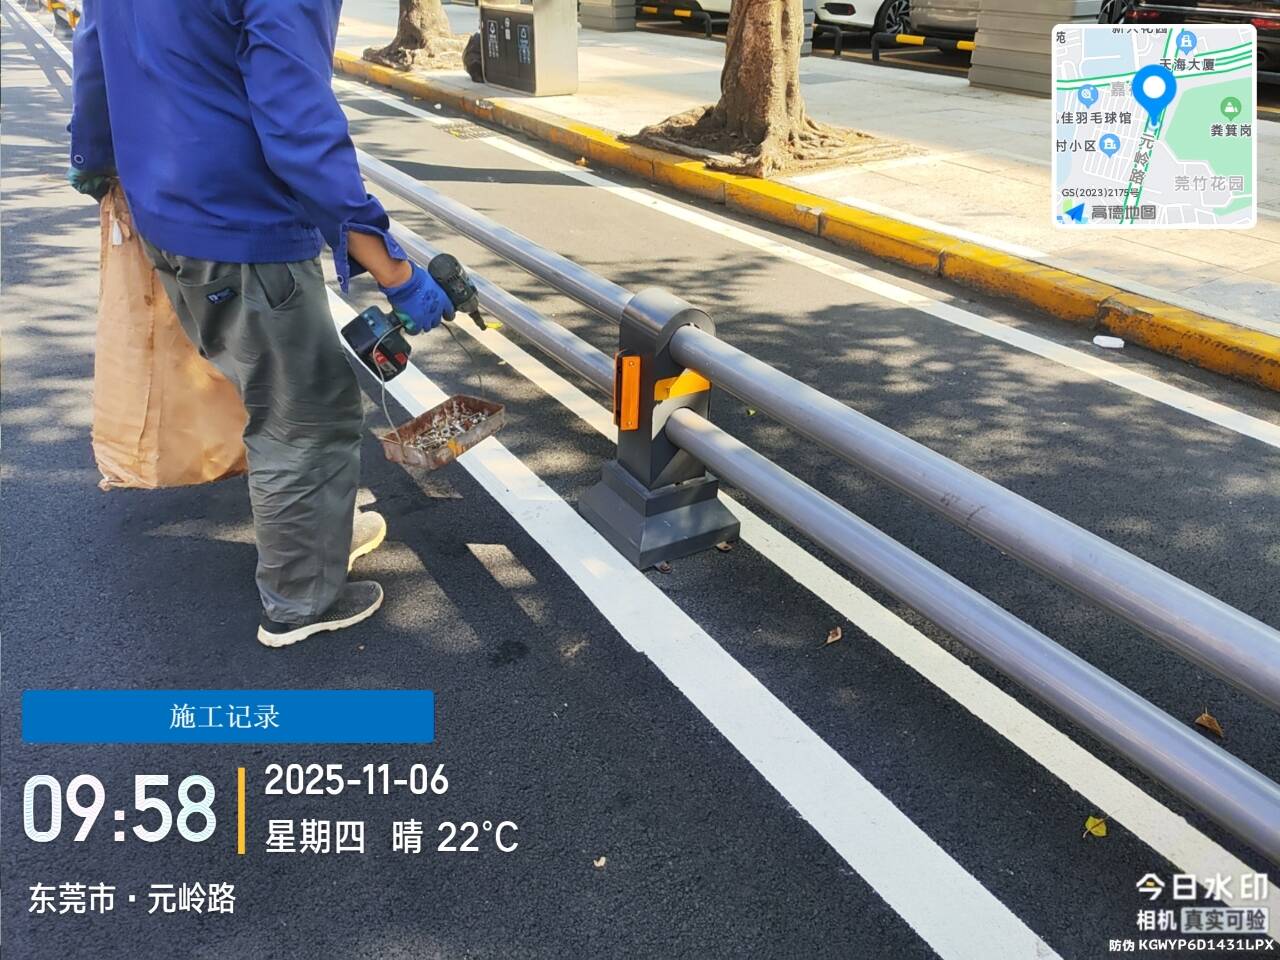 天海大厦
佳羽毛球馆
粪箕岗
村小区
元岭路
莞竹花园
GS(2023)2175号
高德地图
施工记录
09:58
2025-11-06
星期四 晴 22°C
东莞市·元岭路
今日水印
相机 真实可验
防伪 KGWYP6D1431LPX